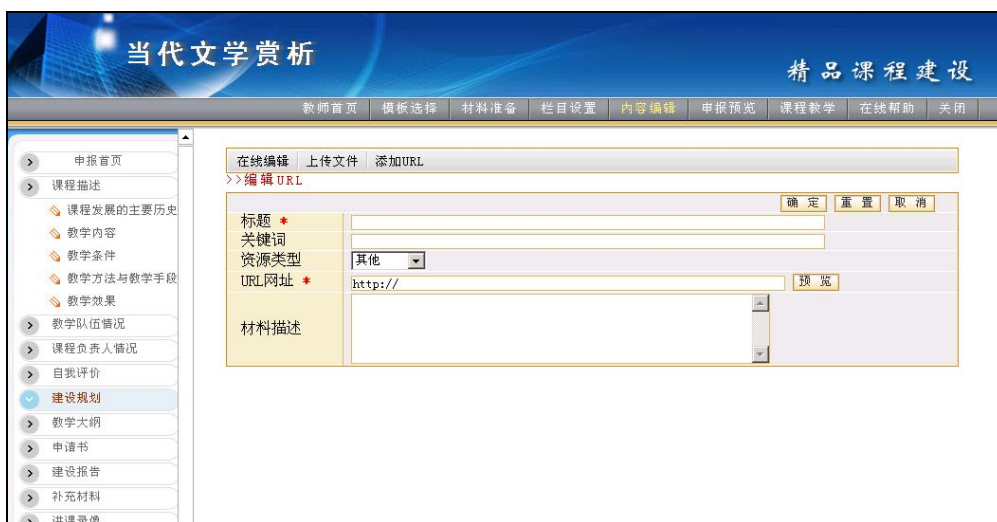 当代文学赏析
精品课程建设
教师首页 模板选择 材料准备 栏目设置 内容编辑 申报预览 课程教学 在线帮助 关闭
申报首页
课程描述
课程发展的主要历史
教学内容
教学条件
教学方法与教学手段
教学效果
教学队伍情况
课程负责人情况
自我评价
建设规划
教学大纲
申请书
建设报告
补充材料
讲课录像
在线编辑 上传文件 添加URL
>>编辑URL
确定 重置 取消
标题 *
关键词
资源类型 其他
URL网址 * http:// 预览
材料描述